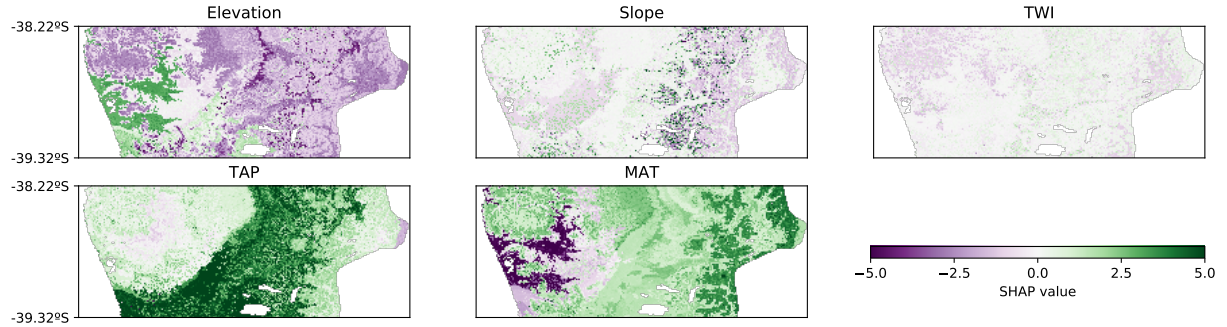 Elevation
Slope
TWI
-38.22ºS
-39.32ºS
TAP
MAT
-38.22ºS
-39.32ºS
−5.0 −2.5 0.0 2.5 5.0
SHAP value